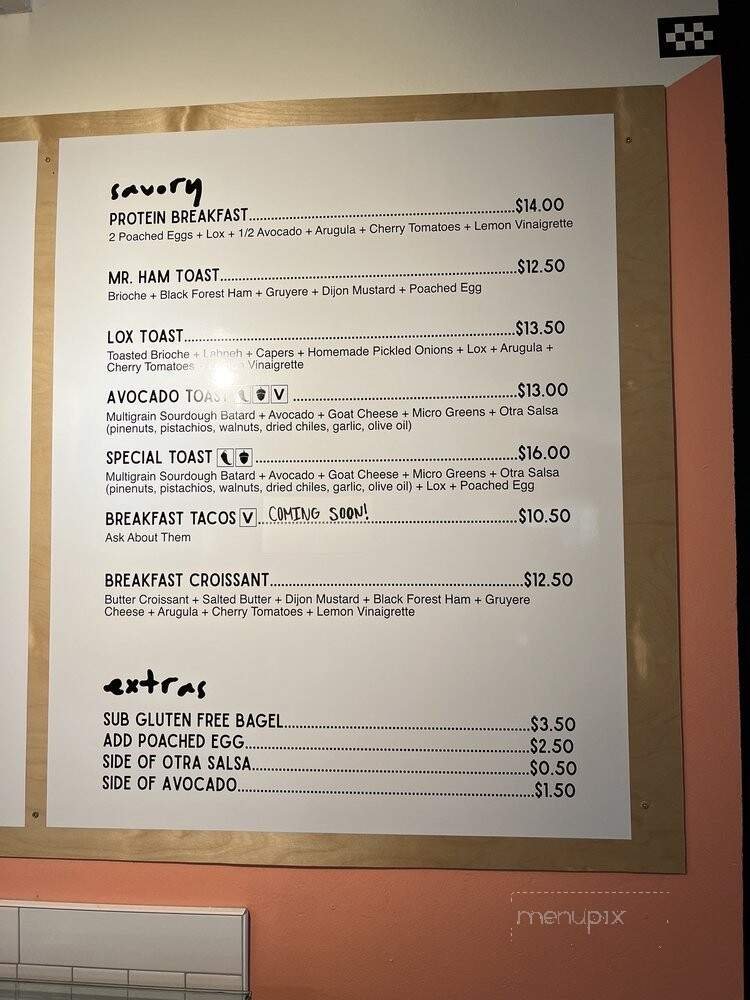 savory
PROTEIN BREAKFAST........$14.00
2 Poached Eggs + Lox + 1/2 Avocado + Arugula + Cherry Tomatoes + Lemon Vinaigrette
MR. HAM TOAST........$12.50
Brioche + Black Forest Ham + Gruyere + Dijon Mustard + Poached Egg
LOX TOAST........$13.50
Toasted Brioche + Labneh + Capers + Homemade Pickled Onions + Lox + Arugula +
Cherry Tomatoes Vinaigrette
AVOCADO TOAST V ........$13.00
Multigrain Sourdough Batard + Avocado + Goat Cheese + Micro Greens + Otra Salsa
(pinenuts, pistachios, walnuts, dried chiles, garlic, olive oil)
SPECIAL TOAST ........$16.00
Multigrain Sourdough Batard + Avocado + Goat Cheese + Micro Greens + Otra Salsa
(pinenuts, pistachios, walnuts, dried chiles, garlic, olive oil) + Lox + Poached Egg
BREAKFAST TACOS V COMING SOON! ........$10.50
Ask About Them
BREAKFAST CROISSANT........$12.50
Butter Croissant + Salted Butter + Dijon Mustard + Black Forest Ham + Gruyere
Cheese + Arugula + Cherry Tomatoes + Lemon Vinaigrette
extras
SUB GLUTEN FREE BAGEL........$3.50
ADD POACHED EGG........$2.50
SIDE OF OTRA SALSA........$0.50
SIDE OF AVOCADO........$1.50
menupix